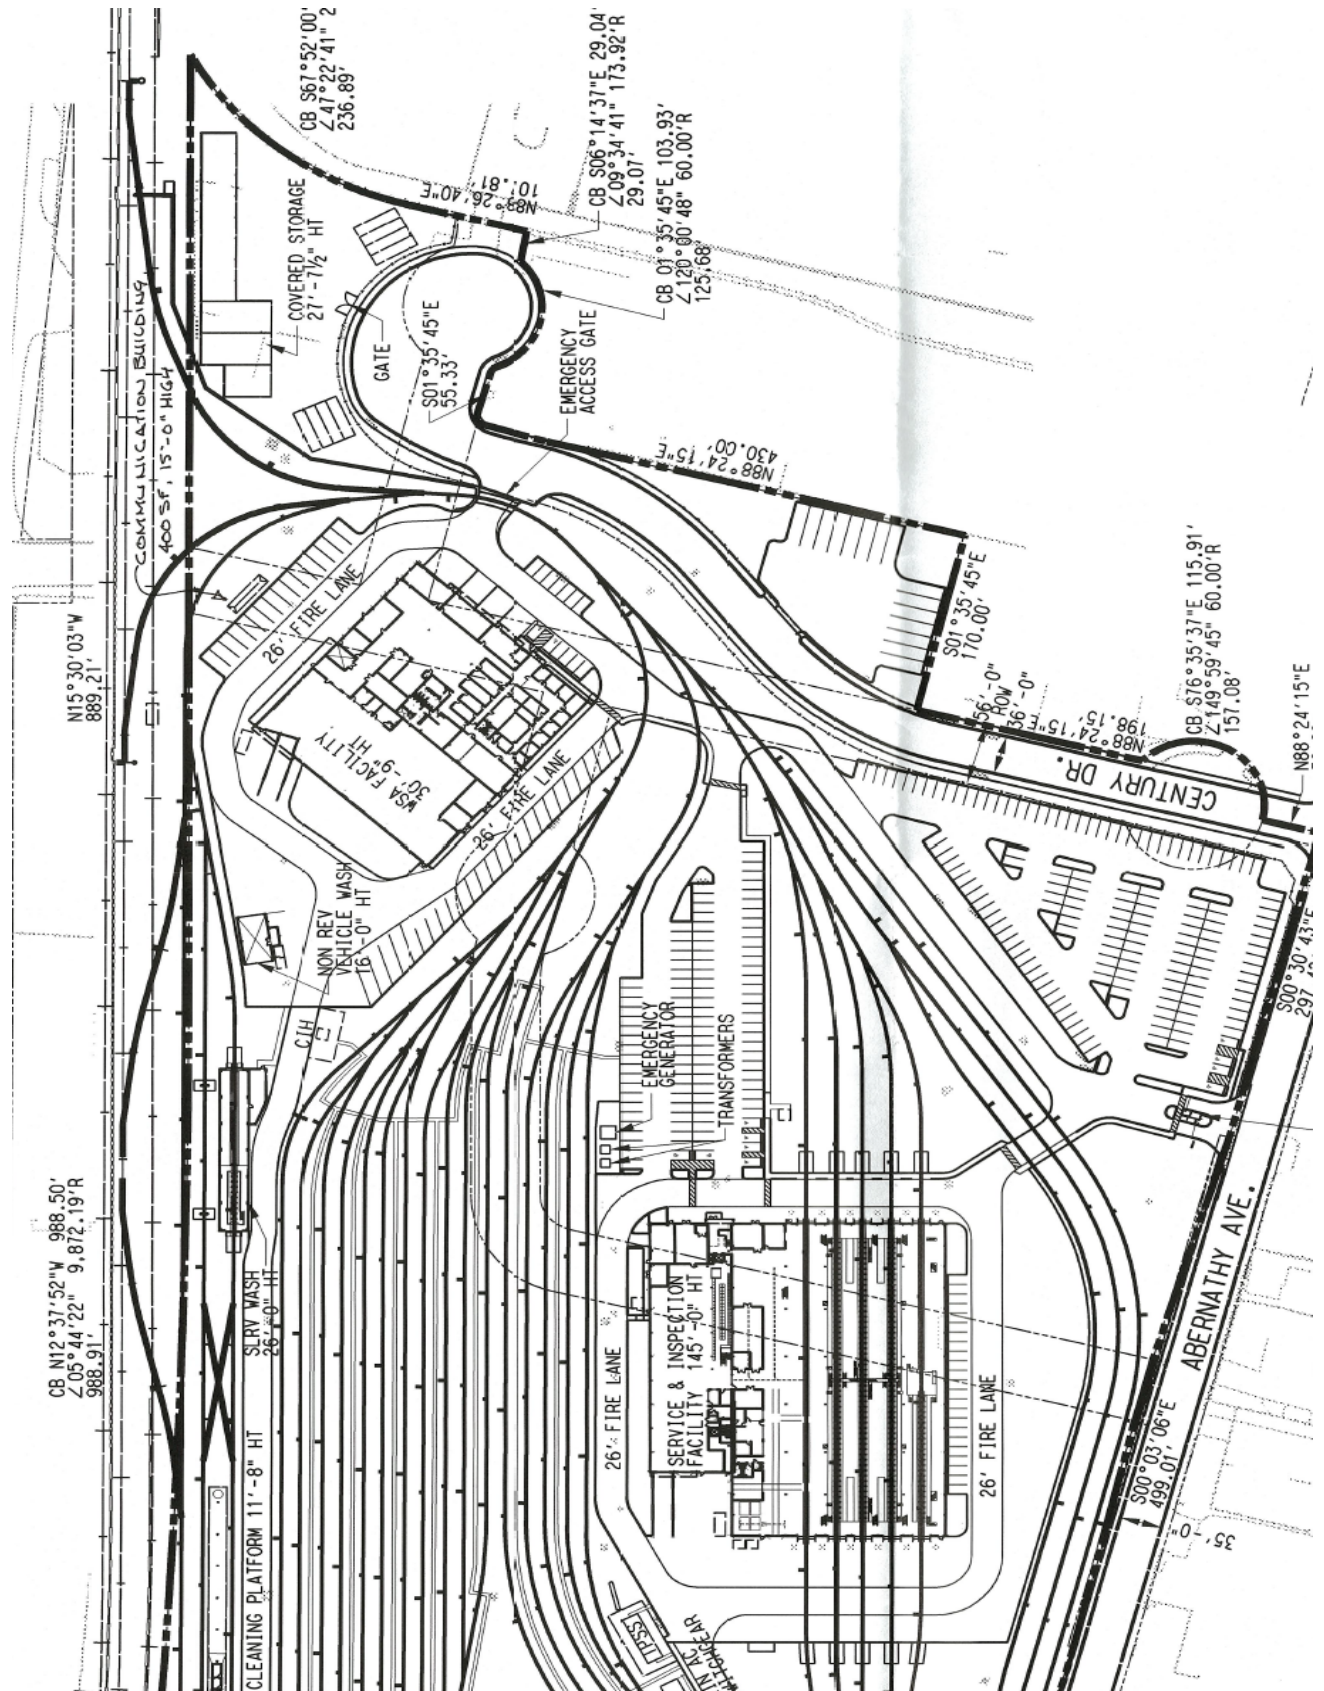 CB S67°52'00"
∠47°22'41" 2
236.89'
N83°26'40"E
101.81'
CB S06°14'37"E 29.04'
∠09°34'41" 173.92'R
29.07'
CB 01°35'45"E 103.93'
∠120°00'48" 60.00'R
125.68'
COVERED STORAGE
27'-7½" HT
COMMUNICATION BUILDING
400 SF, 15'-0" HIGH
GATE
S01°35'45"E
55.33'
EMERGENCY
ACCESS GATE
N88°24'15"E
430.00'
N15°30'03"W
889.21'
26' FIRE LANE
WSA FACILITY
30'-9" HT
26' FIRE LANE
S01°35'45"E
170.00'
56'-0"
ROW
36'-0"
N88°24'15"E
198.15'
CB S76°35'37"E 115.91
∠149°59'45" 60.00'R
157.08'
N88°24'15"E
CENTURY DR.
NON REV
VEHICLE WASH
16'-0" HT
CIH
S00°30'43"E
297
EMERGENCY
GENERATOR
TRANSFORMERS
CB N12°37'52"W 988.50'
∠05°44'22" 9,872.19'R
988.91'
SERV WASH
26'-0" HT
CLEANING PLATFORM 11'-8" HT
26' FIRE LANE
SERVICE & INSPECTION
FACILITY 145'-0" HT
26' FIRE LANE
ABERNATHY AVE.
S00°03'06"E
499.01'
35'-0"
TPSS